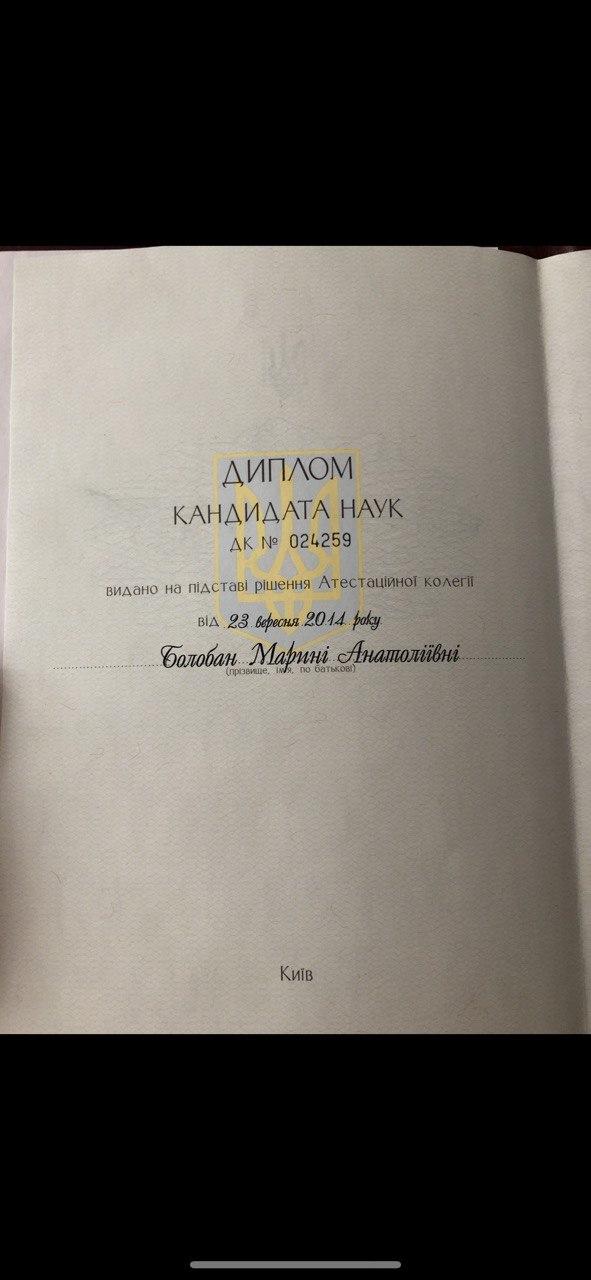 ДИПЛОМ
КАНДИДАТА НАУК
ДК № 024259
видано на підставі рішення Атестаційної колегії
від 23 вересня 2014 року
Болобан Марині Анатоліївні
(прізвище, ім'я, по батькові)
Київ